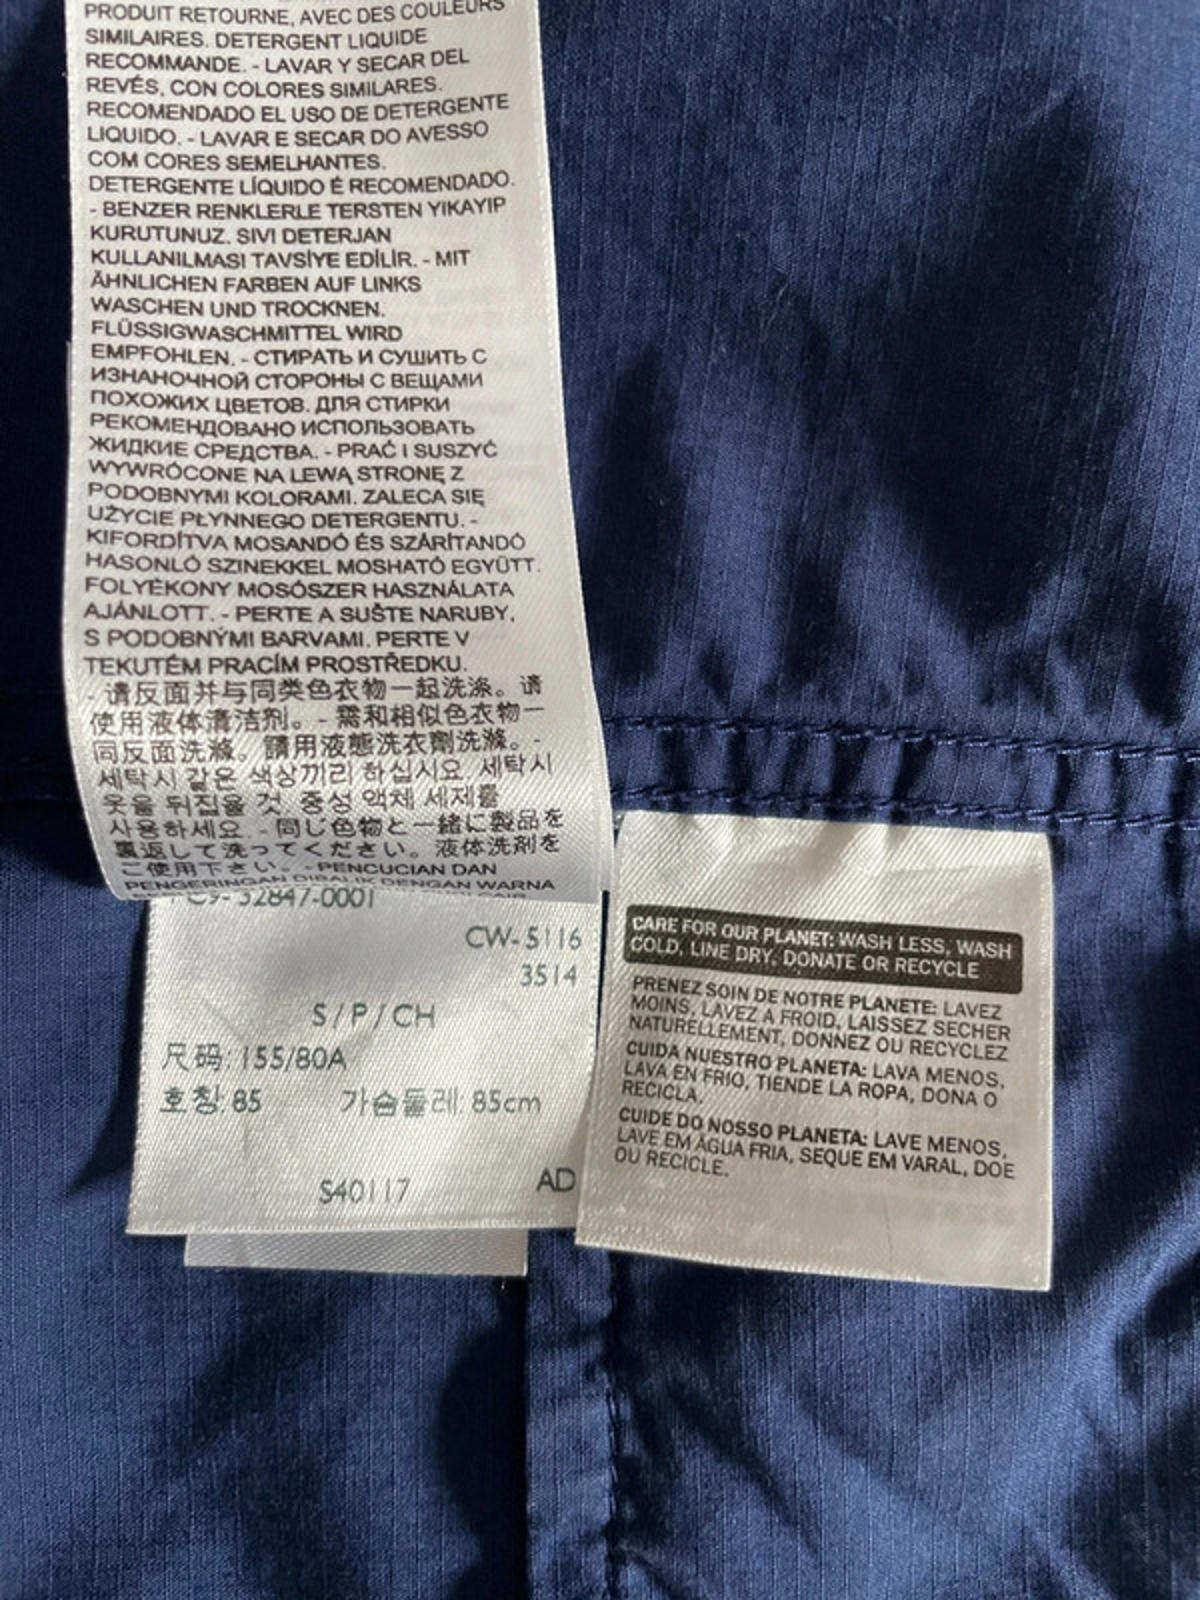 PRODUIT RETOURNE, AVEC DES COULEURS
SIMILAIRES. DETERGENT LIQUIDE
RECOMMANDE. - LAVAR Y SECAR DEL
REVÉS, CON COLORES SIMILARES.
RECOMENDADO EL USO DE DETERGENTE
LIQUIDO. - LAVAR E SECAR DO AVESSO
COM CORES SEMELHANTES.
DETERGENTE LÍQUIDO É RECOMENDADO.
- BENZER RENKLERLE TERSTEN YIKAYIP
KURUTUNUZ. SIVI DETERJAN
KULLANILMASI TAVSİYE EDİLİR. - MIT
ÄHNLICHEN FARBEN AUF LINKS
WASCHEN UND TROCKNEN.
FLÜSSIGWASCHMITTEL WIRD
EMPFOHLEN. - СТИРАТЬ И СУШИТЬ С
ИЗНАНОЧНОЙ СТОРОНЫ С ВЕЩАМИ
ПОХОЖИХ ЦВЕТОВ. ДЛЯ СТИРКИ
РЕКОМЕНДОВАНО ИСПОЛЬЗОВАТЬ
ЖИДКИЕ СРЕДСТВА. - PRAĆ I SUSZYĆ
WYWRÓCONE NA LEWĄ STRONĘ Z
PODOBNYMI KOLORAMI. ZALECA SIĘ
UŻYCIE PŁYNNEGO DETERGENTU. -
KIFORDÍTVA MOSANDÓ ÉS SZÁRÍTANDÓ
HASONLÓ SZINEKKEL MOSHATÓ EGYÜTT.
FOLYÉKONY MOSÓSZER HASZNÁLATA
AJÁNLOTT. - PERTE A SUŠTE NARUBY,
S PODOBNÝMI BARVAMI. PERTE V
TEKUTÉM PRACÍM PROSTŘEDKU.
- 请反面并与同类色衣物一起洗涤。请
使用液体清洁剂。- 需和相似色衣物一
同反面洗滌。請用液態洗衣劑洗滌。-
세탁시 같은 색상끼리 하십시요. 세탁시
옷을 뒤집을 것 중성 액체 세제를
사용하세요. - 同じ色物と一緒に製品を
裏返して洗ってください。液体洗剤を
ご使用下さい。- PENCUCIAN DAN
PENGERINGAN DIBALIK DENGAN WARNA
32847-0001
CW-5116
3514
S/P/CH
尺码: 155/80A
호칭: 85 가슴둘레: 85cm
S40117 AD
CARE FOR OUR PLANET: WASH LESS, WASH
COLD, LINE DRY, DONATE OR RECYCLE
PRENEZ SOIN DE NOTRE PLANETE: LAVEZ
MOINS, LAVEZ A FROID, LAISSEZ SECHER
NATURELLEMENT, DONNEZ OU RECYCLEZ
CUIDA NUESTRO PLANETA: LAVA MENOS,
LAVA EN FRIO, TIENDE LA ROPA, DONA O
RECICLA.
CUIDE DO NOSSO PLANETA: LAVE MENOS,
LAVE EM ÁGUA FRIA, SEQUE EM VARAL, DOE
OU RECICLE.